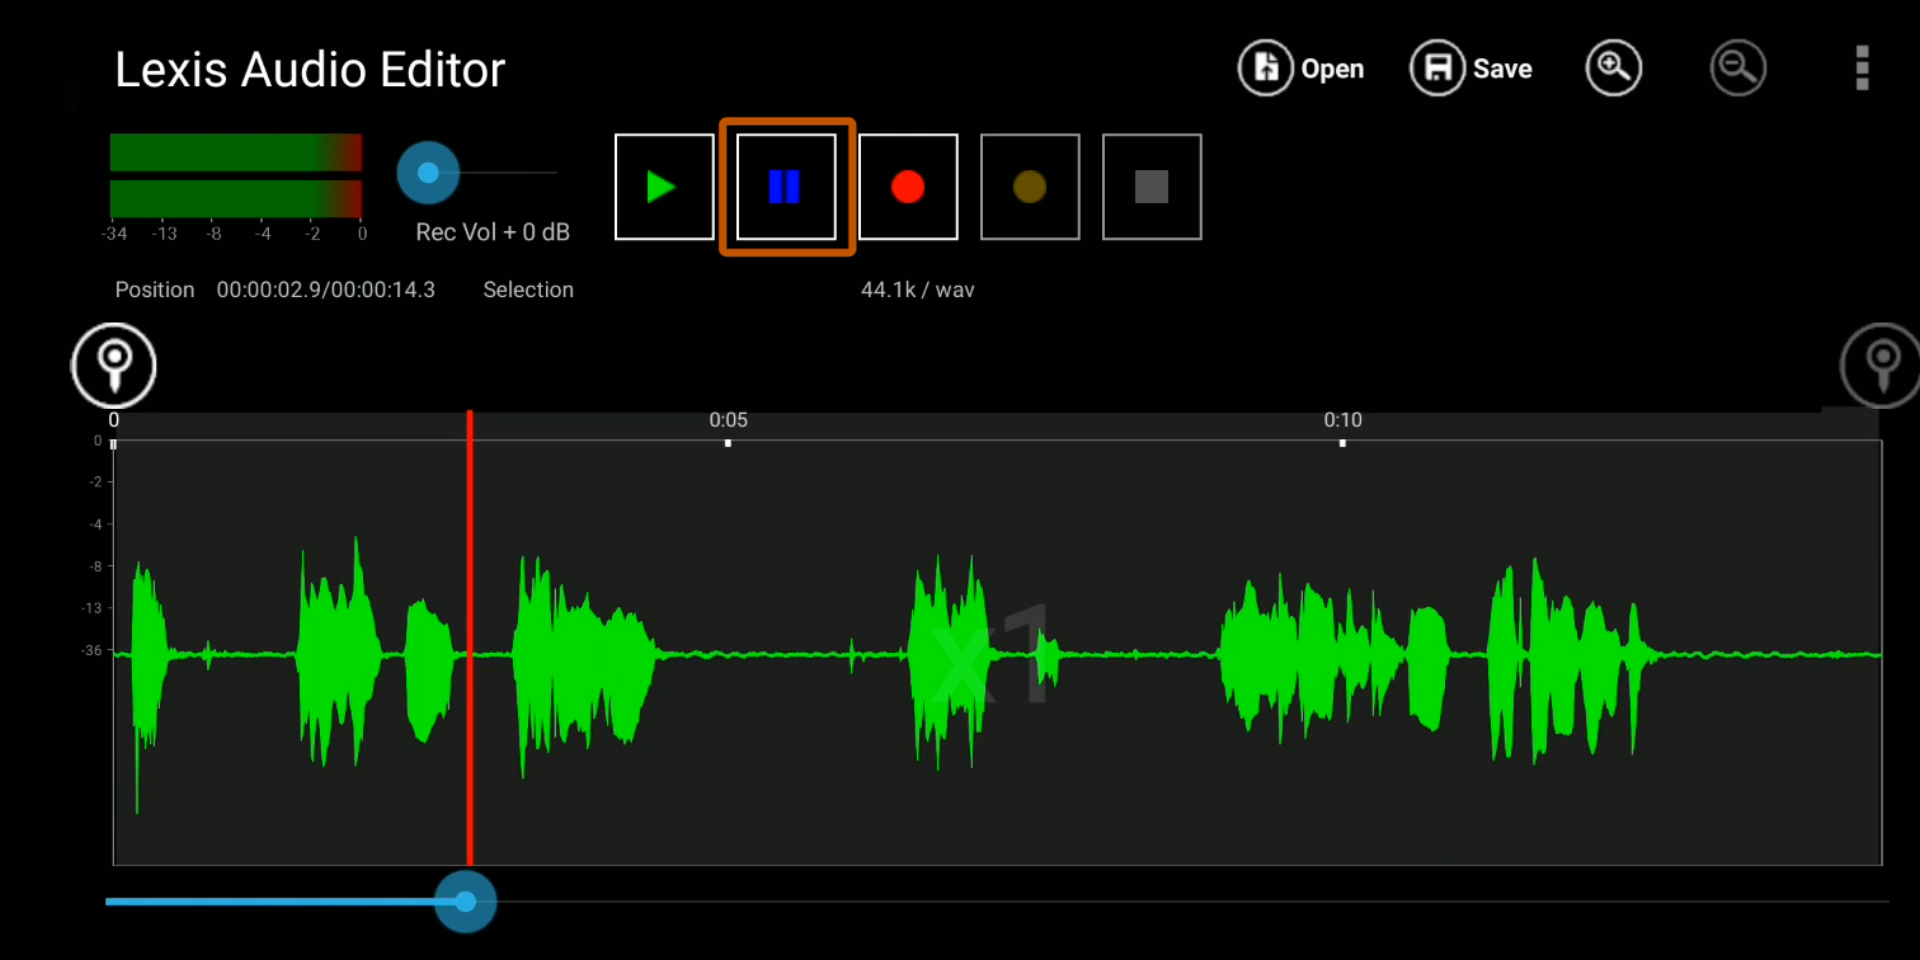 Lexis Audio Editor
Open
Save
-34 -13 -8 -4 -2 0
Rec Vol + 0 dB
Position 00:00:02.9/00:00:14.3 Selection 44.1k / wav
0 0:05 0:10
0
-2
-4
-8
-13
-36
x1